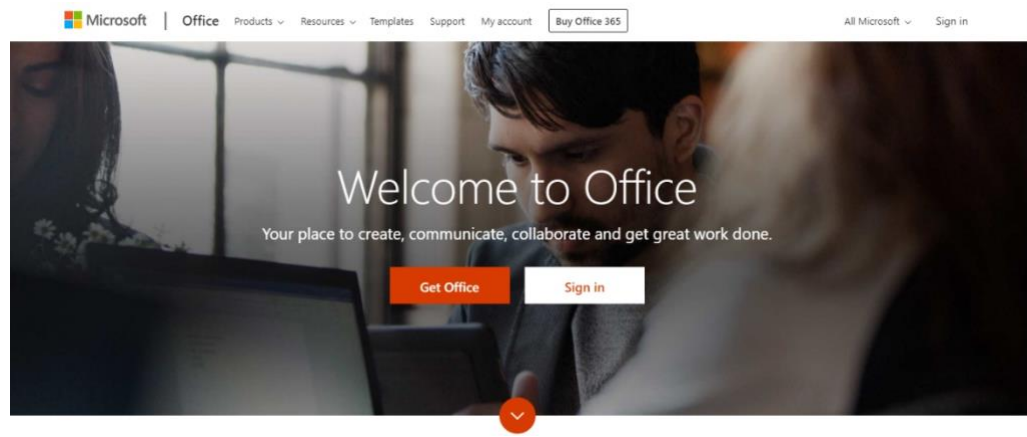 Microsoft Office Products Resources Templates Support My account Buy Office 365 All Microsoft Sign in
Welcome to Office
Your place to create, communicate, collaborate and get great work done.
Get Office Sign in